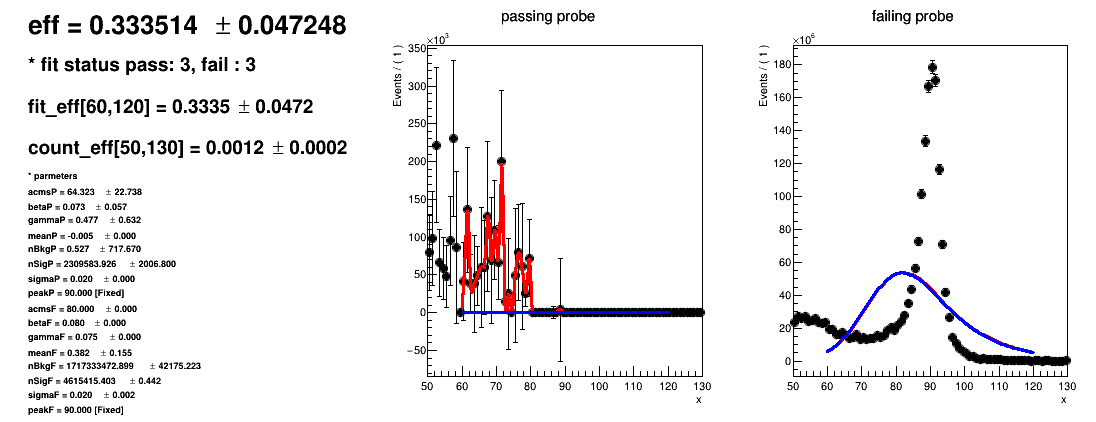 eff = 0.333514 ± 0.047248
* fit status pass: 3, fail : 3
fit_eff[60,120] = 0.3335 ± 0.0472
count_eff[50,130] = 0.0012 ± 0.0002
* parmeters
acmsP = 64.323 ± 22.738
betaP = 0.073 ± 0.057
gammaP = 0.477 ± 0.632
meanP = -0.005 ± 0.000
nBkgP = 0.527 ± 717.670
nSigP = 2309583.926 ± 2006.800
sigmaP = 0.020 ± 0.000
peakP = 90.000 [Fixed]
acmsF = 80.000 ± 0.000
betaF = 0.080 ± 0.000
gammaF = 0.075 ± 0.000
meanF = 0.382 ± 0.155
nBkgF = 1717333472.899 ± 42175.223
nSigF = 4615415.403 ± 0.442
sigmaF = 0.020 ± 0.002
peakF = 90.000 [Fixed]
passing probe
×10³
Events / ( 1 )
350
300
250
200
150
100
50
0
−50
50 60 70 80 90 100 110 120 130
x
failing probe
×10⁶
Events / ( 1 )
180
160
140
120
100
80
60
40
20
0
50 60 70 80 90 100 110 120 130
x